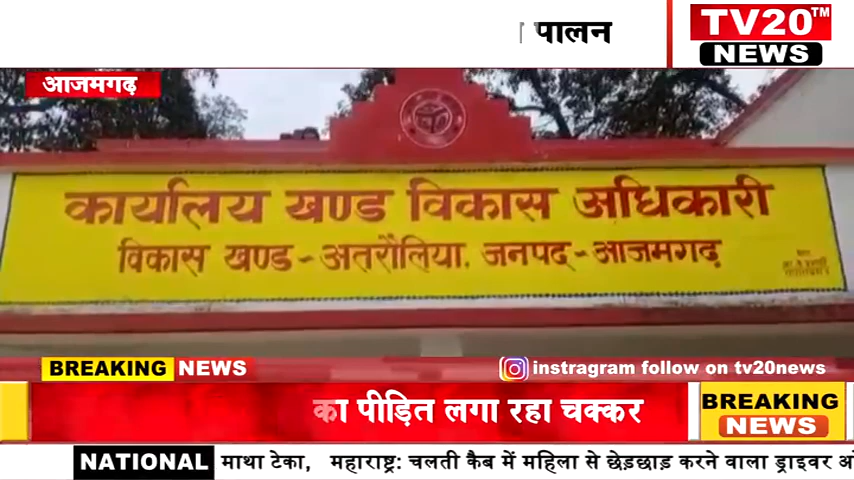 पालन
TV20™
NEWS
आजमगढ़
कार्यालय खण्ड विकास अधिकारी
विकास खण्ड - अतरौलिया, जनपद - आजमगढ़
BREAKING NEWS
instragram follow on tv20news
का पीड़ित लगा रहा चक्कर
BREAKING
NEWS
NATIONAL माथा टेका, महाराष्ट्र: चलती कैब में महिला से छेड़छाड़ करने वाला ड्राइवर